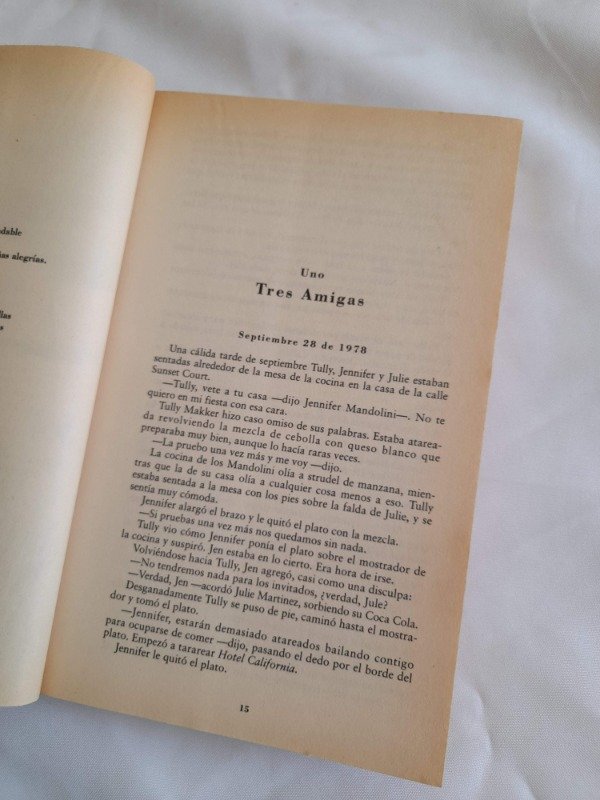 alegrías.
Uno
Tres Amigas
Septiembre 28 de 1978
Una cálida tarde de septiembre Tully, Jennifer y Julie estaban
sentadas alrededor de la mesa de la cocina en la casa de la calle
Sunset Court.
—Tully, vete a tu casa —dijo Jennifer Mandolini—. No te
quiero en mi fiesta con esa cara.
Tully Makker hizo caso omiso de sus palabras. Estaba atarea-
da revolviendo la mezcla de cebolla con queso blanco que
preparaba muy bien, aunque lo hacía raras veces.
—La pruebo una vez más y me voy —dijo.
La cocina de los Mandolini olía a strudel de manzana, mien-
tras que la de su casa olía a cualquier cosa menos a eso. Tully
estaba sentada a la mesa con los pies sobre la falda de Julie, y se
sentía muy cómoda.
Jennifer alargó el brazo y le quitó el plato con la mezcla.
—Si pruebas una vez más nos quedamos sin nada.
Tully vio cómo Jennifer ponía el plato sobre el mostrador de
la cocina y suspiró. Jen estaba en lo cierto. Era hora de irse.
Volviéndose hacia Tully, Jen agregó, casi como una disculpa:
—No tendremos nada para los invitados, ¿verdad, Jule?
—Verdad, Jen —acordó Julie Martinez, sorbiendo su Coca Cola.
Desganadamente Tully se puso de pie, caminó hasta el mostra-
dor y tomó el plato.
—Jennifer, estarán demasiado atareados bailando contigo
para ocuparse de comer —dijo, pasando el dedo por el borde del
plato. Empezó a tararear Hotel California.
Jennifer le quitó el plato.
15